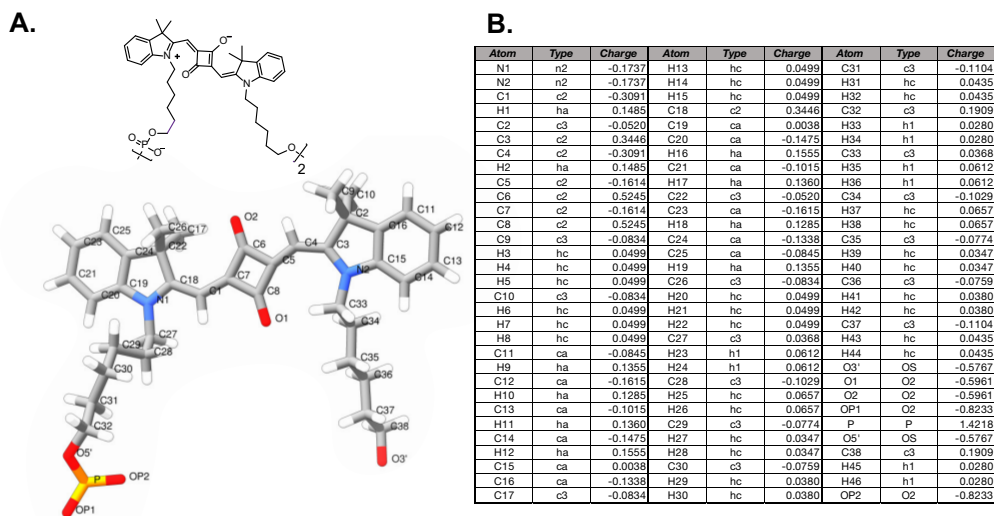 A.
B.
O⁻
N
+
O
N
O
O
P
O⁻
O
2
C9
C10
C11
C2
C16
C12
C26
C17
O2
C25
C23
C22
C24
C6
C4
C3
C5
C13
C15
C14
N2
C21
C19
C18
C7
C20
N1
C1
C8
C33
O1
C34
C27
C29
C28
C30
C35
C36
C31
C32
C37
C38
O5'
O3'
P
OP2
OP1
Atom Type Charge Atom Type Charge Atom Type Charge
N1 n2 -0.1737 H13 hc 0.0499 C31 c3 -0.1104
N2 n2 -0.1737 H14 hc 0.0499 H31 hc 0.0435
C1 c2 -0.3091 H15 hc 0.0499 H32 hc 0.0435
H1 ha 0.1485 C18 c2 0.3446 C32 c3 0.1909
C2 c3 -0.0520 C19 ca 0.0038 H33 h1 0.0280
C3 c2 0.3446 C20 ca -0.1475 H34 h1 0.0280
C4 c2 -0.3091 H16 ha 0.1555 C33 c3 0.0368
H2 ha 0.1485 C21 ca -0.1015 H35 h1 0.0612
C5 c2 -0.1614 H17 ha 0.1360 H36 h1 0.0612
C6 c2 0.5245 C22 c3 -0.0520 C34 c3 -0.1029
C7 c2 -0.1614 C23 ca -0.1615 H37 hc 0.0657
C8 c2 0.5245 H18 ha 0.1285 H38 hc 0.0657
C9 c3 -0.0834 C24 ca -0.1338 C35 c3 -0.0774
H3 hc 0.0499 C25 ca -0.0845 H39 hc 0.0347
H4 hc 0.0499 H19 ha 0.1355 H40 hc 0.0347
H5 hc 0.0499 C26 c3 -0.0834 C36 c3 -0.0759
C10 c3 -0.0834 H20 hc 0.0499 H41 hc 0.0380
H6 hc 0.0499 H21 hc 0.0499 H42 hc 0.0380
H7 hc 0.0499 H22 hc 0.0499 C37 c3 -0.1104
H8 hc 0.0499 C27 c3 0.0368 H43 hc 0.0435
C11 ca -0.0845 H23 h1 0.0612 H44 hc 0.0435
H9 ha 0.1355 H24 h1 0.0612 O3' OS -0.5767
C12 ca -0.1615 C28 c3 -0.1029 O1 O2 -0.5961
H10 ha 0.1285 H25 hc 0.0657 O2 O2 -0.5961
C13 ca -0.1015 H26 hc 0.0657 OP1 O2 -0.8233
H11 ha 0.1360 C29 c3 -0.0774 P P 1.4218
C14 ca -0.1475 H27 hc 0.0347 O5' OS -0.5767
H12 ha 0.1555 H28 hc 0.0347 C38 c3 0.1909
C15 ca 0.0038 C30 c3 -0.0759 H45 h1 0.0280
C16 ca -0.1338 H29 hc 0.0380 H46 h1 0.0280
C17 c3 -0.0834 H30 hc 0.0380 OP2 O2 -0.8233